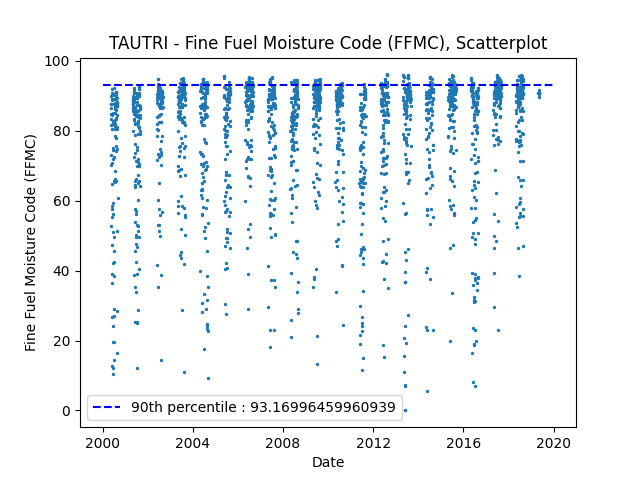 TAUTRI - Fine Fuel Moisture Code (FFMC), Scatterplot
100
80
60
40
20
0
Fine Fuel Moisture Code (FFMC)
90th percentile : 93.16996459960939
2000 2004 2008 2012 2016 2020
Date